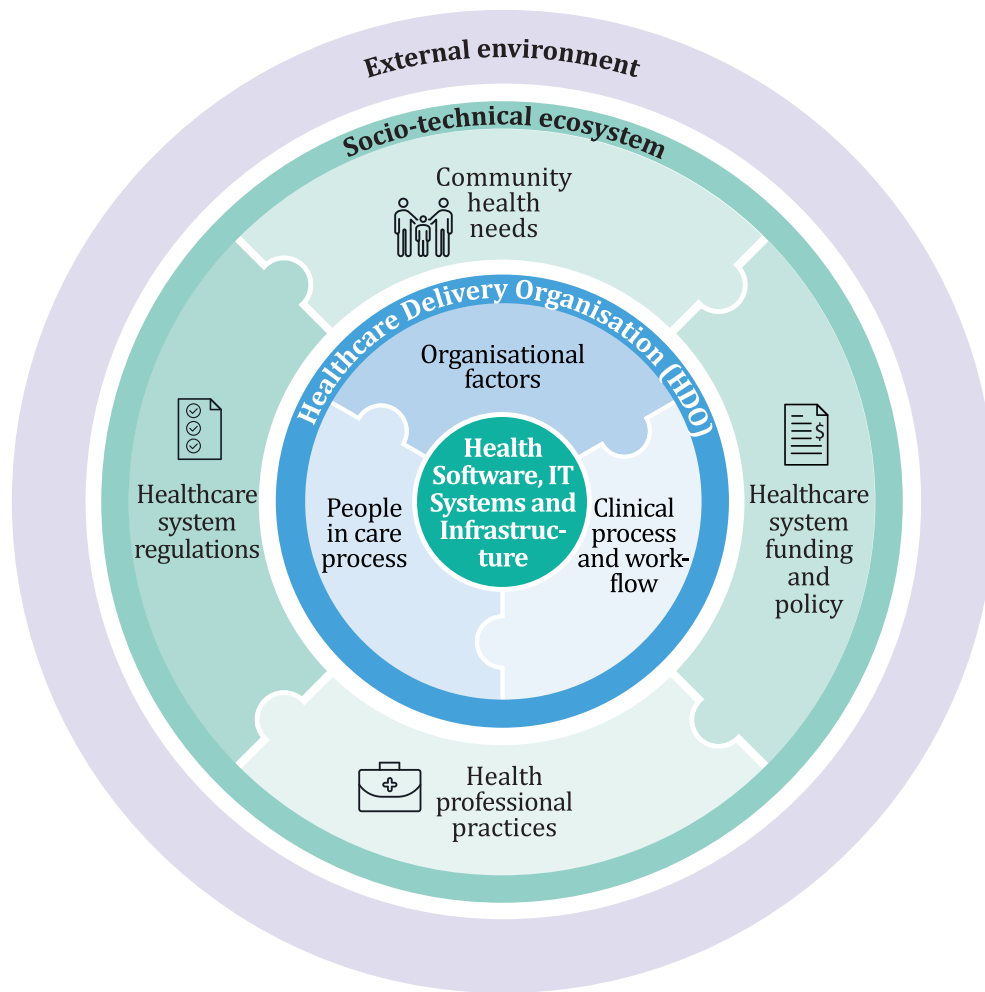 External environment
Socio-technical ecosystem
Community
health
needs
Healthcare Delivery Organisation (HDO)
Organisational
factors
Health
Software, IT
Systems and
Infrastruc-
ture
People
in care
process
Clinical
process
and work-
flow
Healthcare
system
regulations
$
Healthcare
system
funding
and
policy
Health
professional
practices